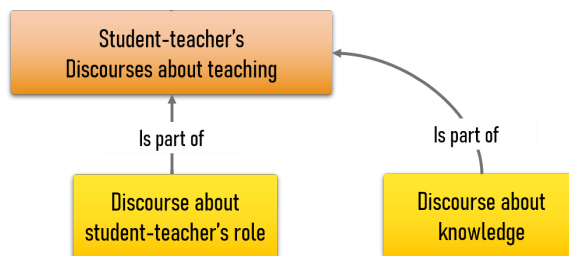 Student-teacher's
Discourses about teaching
Is part of
Is part of
Discourse about
student-teacher's role
Discourse about
knowledge